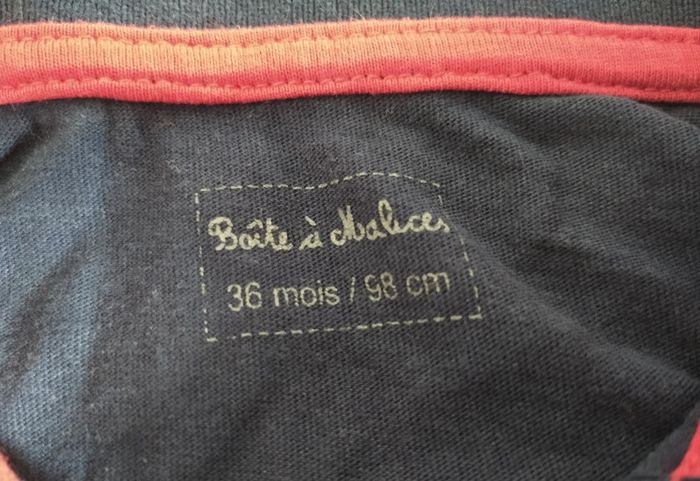 Boîte à Malices
36 mois / 98 cm